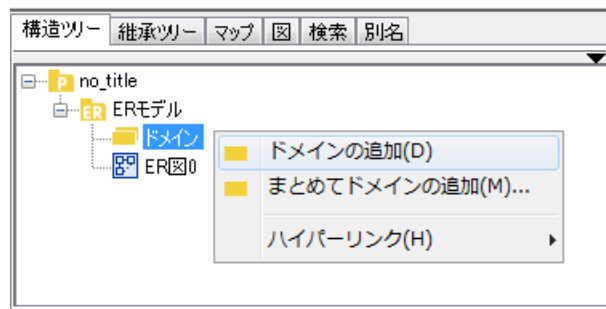 構造ツリー 継承ツリー マップ 図 検索 別名
P no_title
ER ERモデル
ドメイン
ER図0
ドメインの追加(D)
まとめてドメインの追加(M)...
ハイパーリンク(H)